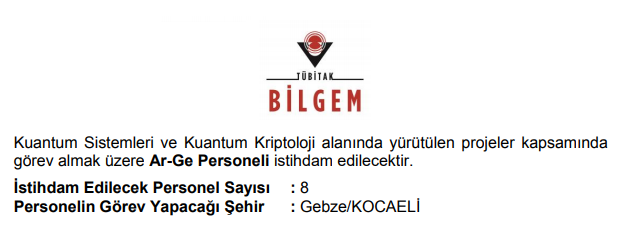 TÜBİTAK
BİLGEM
Kuantum Sistemleri ve Kuantum Kriptoloji alanında yürütülen projeler kapsamında
görev almak üzere Ar-Ge Personeli istihdam edilecektir.
İstihdam Edilecek Personel Sayısı : 8
Personelin Görev Yapacağı Şehir : Gebze/KOCAELİ